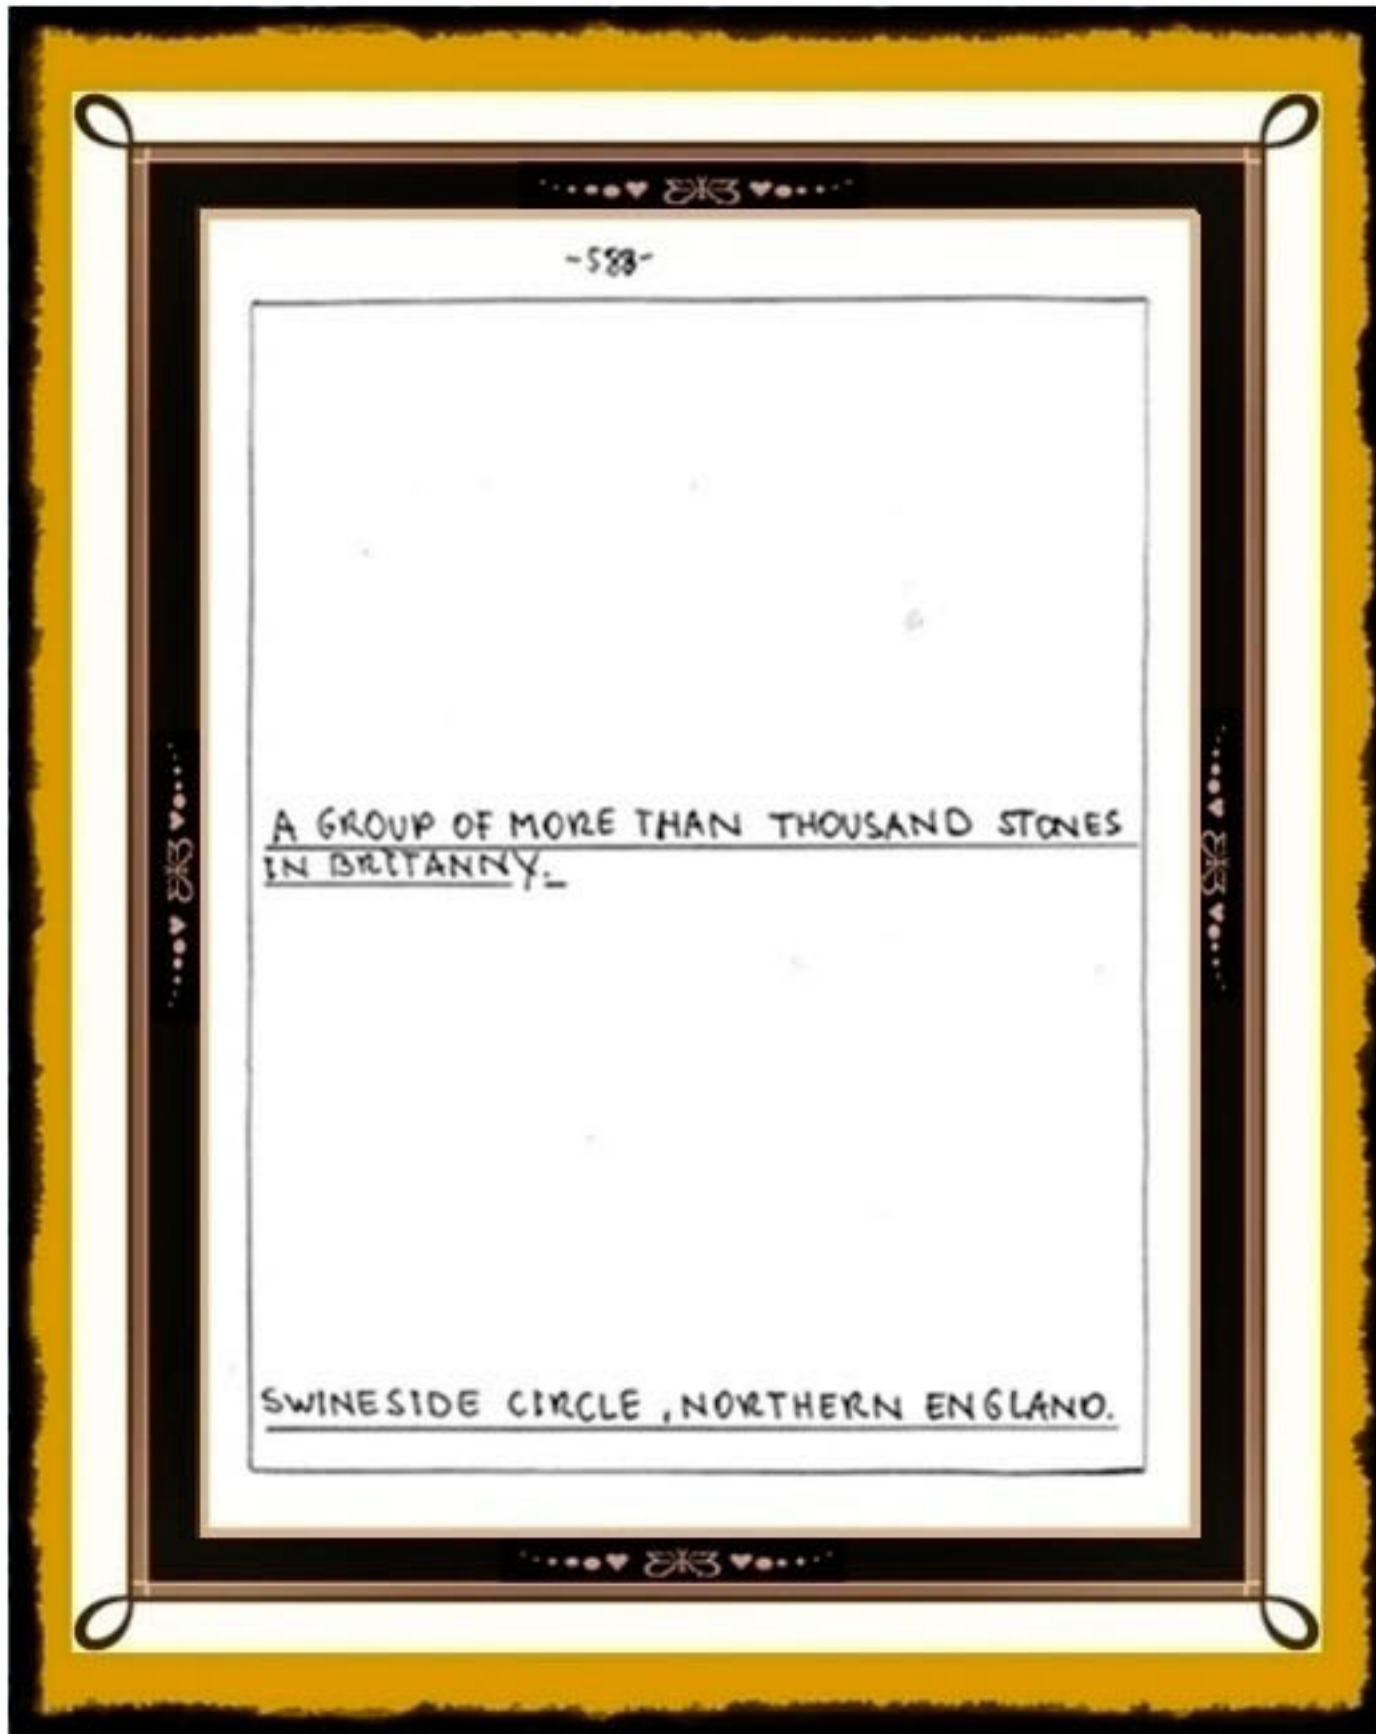 -588-
A GROUP OF MORE THAN THOUSAND STONES
IN BRITANNY.
SWINESIDE CIRCLE, NORTHERN ENGLAND.